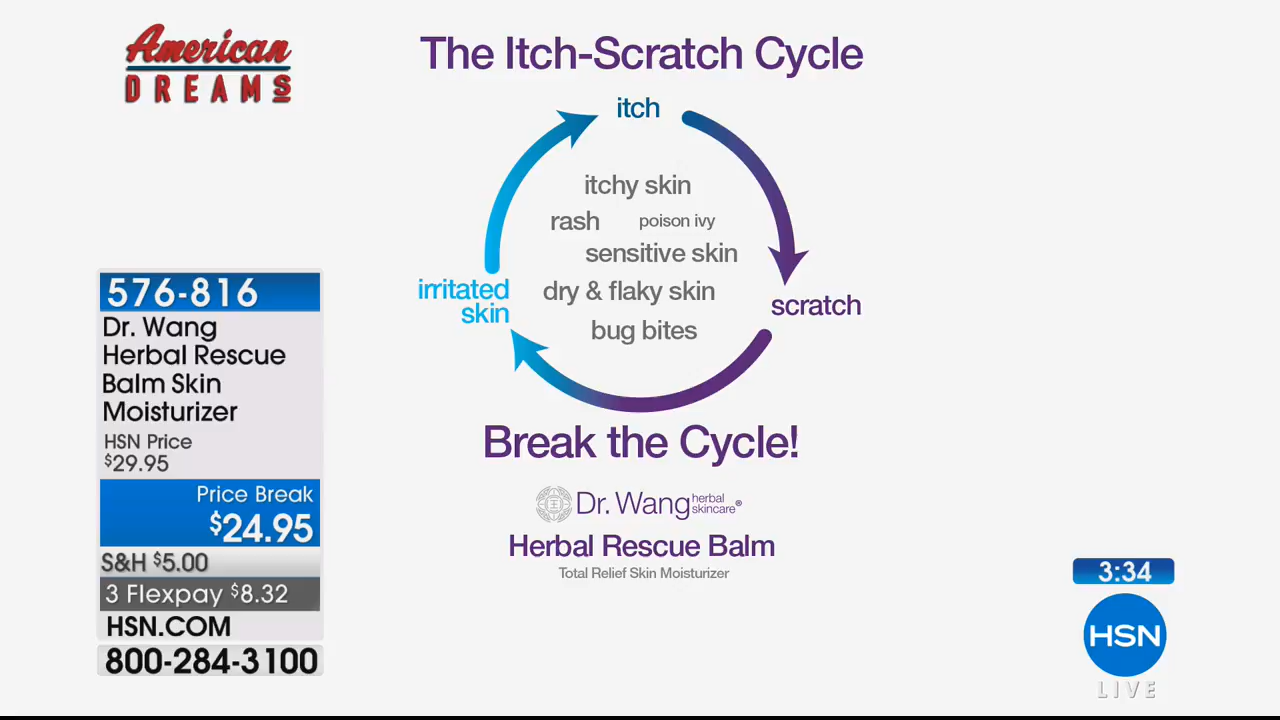 American
DREAMS
The Itch-Scratch Cycle
itch
itchy skin
rash poison ivy
sensitive skin
dry & flaky skin
bug bites
irritated
skin
scratch
Break the Cycle!
Dr. Wang herbal skincare®
Herbal Rescue Balm
Total Relief Skin Moisturizer
576-816
Dr. Wang
Herbal Rescue
Balm Skin
Moisturizer
HSN Price
$29.95
Price Break
$24.95
S&H $5.00
3 Flexpay $8.32
HSN.COM
800-284-3100
3:34
HSN
LIVE